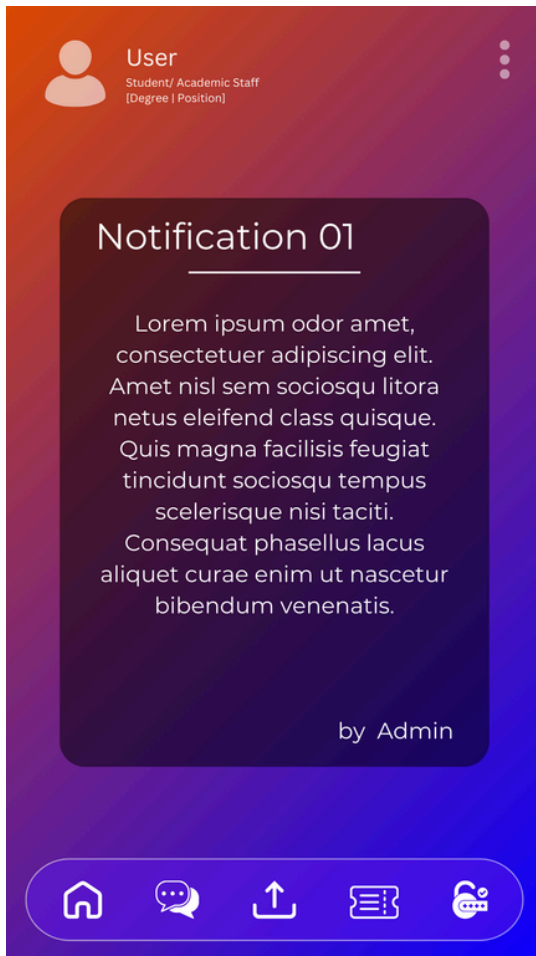 User
Student/ Academic Staff
[Degree | Position]
Notification 01
Lorem ipsum odor amet,
consectetuer adipiscing elit.
Amet nisl sem sociosqu litora
netus eleifend class quisque.
Quis magna facilisis feugiat
tincidunt sociosqu tempus
scelerisque nisi taciti.
Consequat phasellus lacus
aliquet curae enim ut nascetur
bibendum venenatis.
by Admin